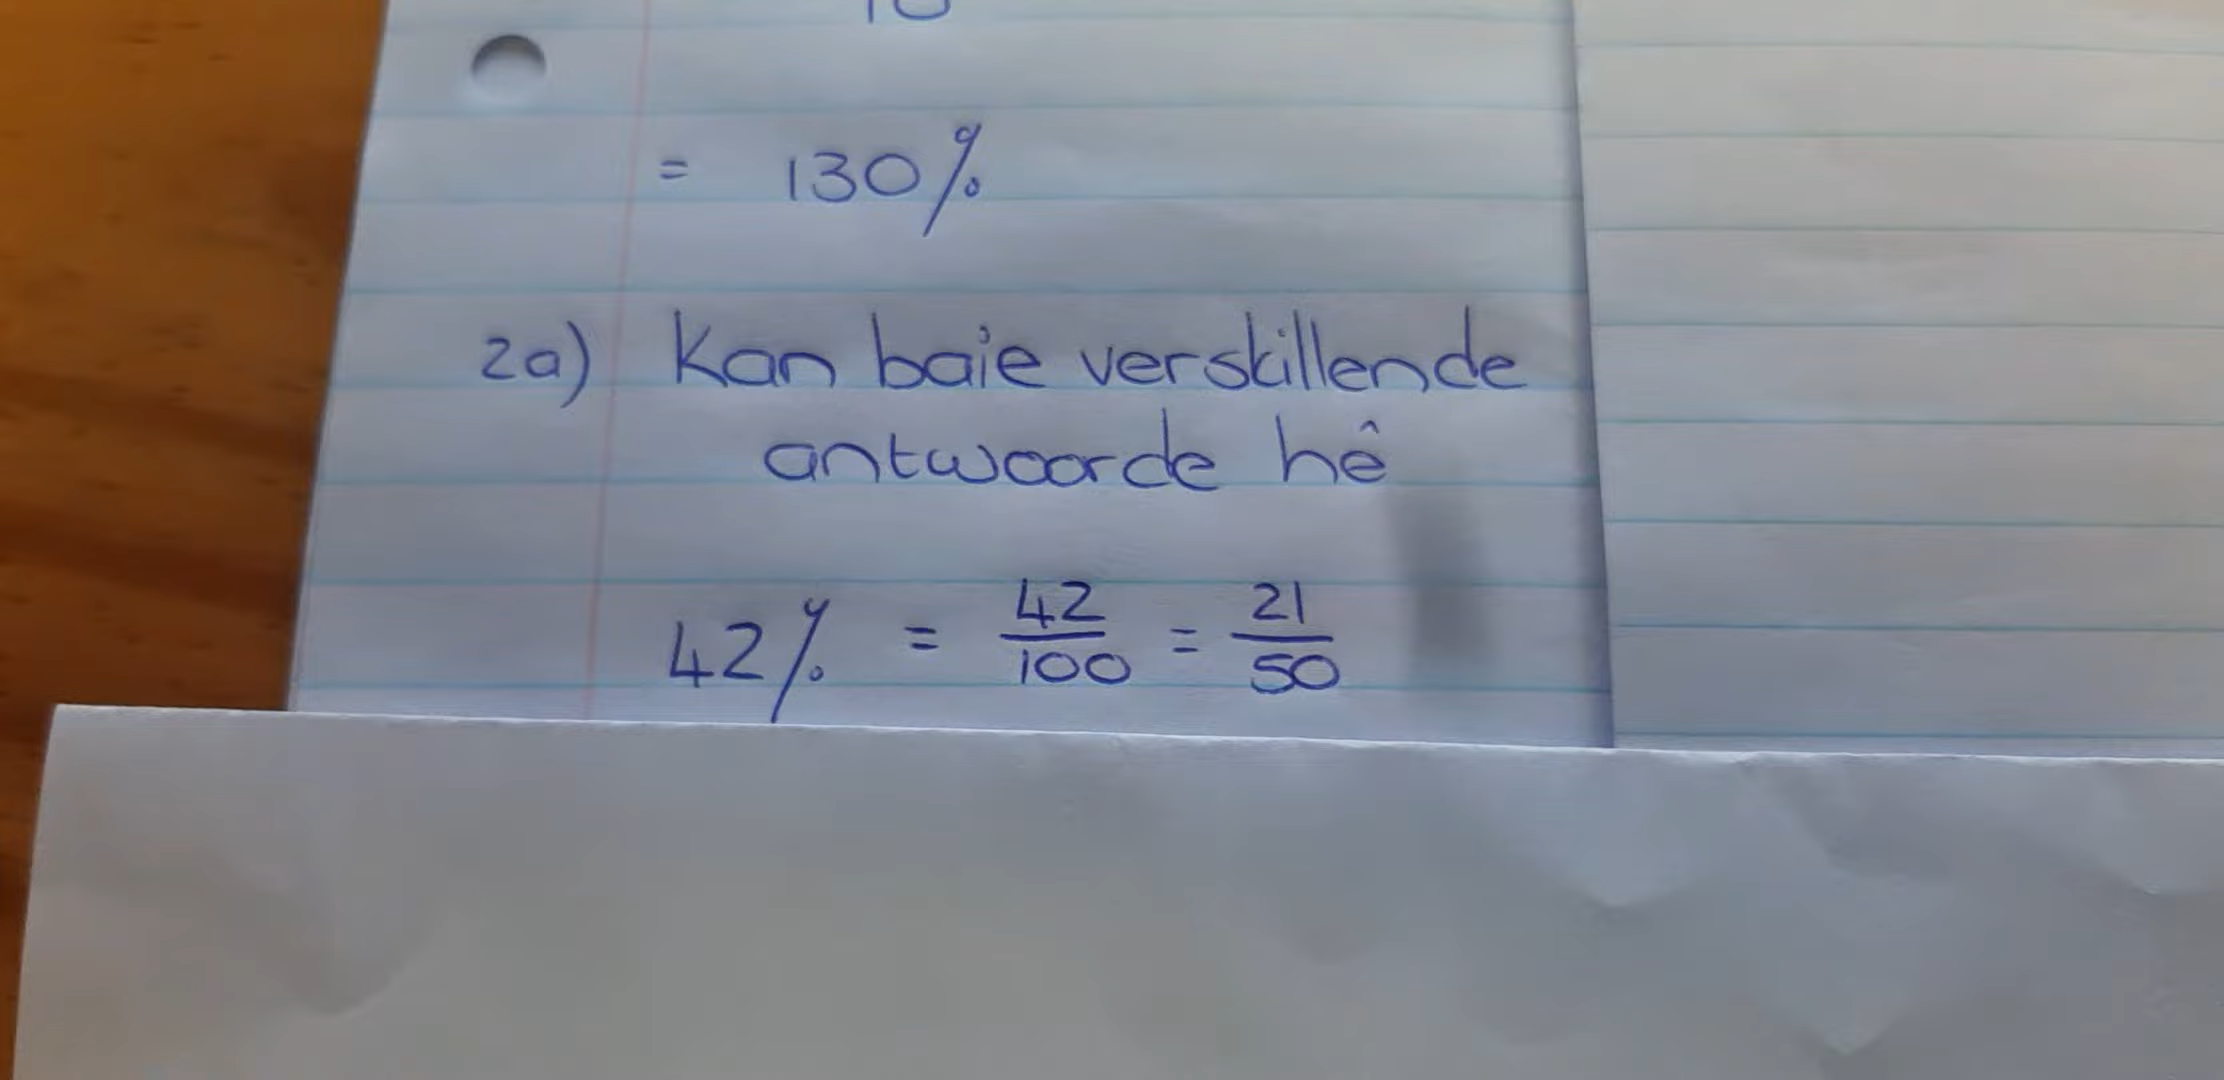 = 130%
2a) Kan baie verskillende
antwoorde hê
42% = 42/100 = 21/50